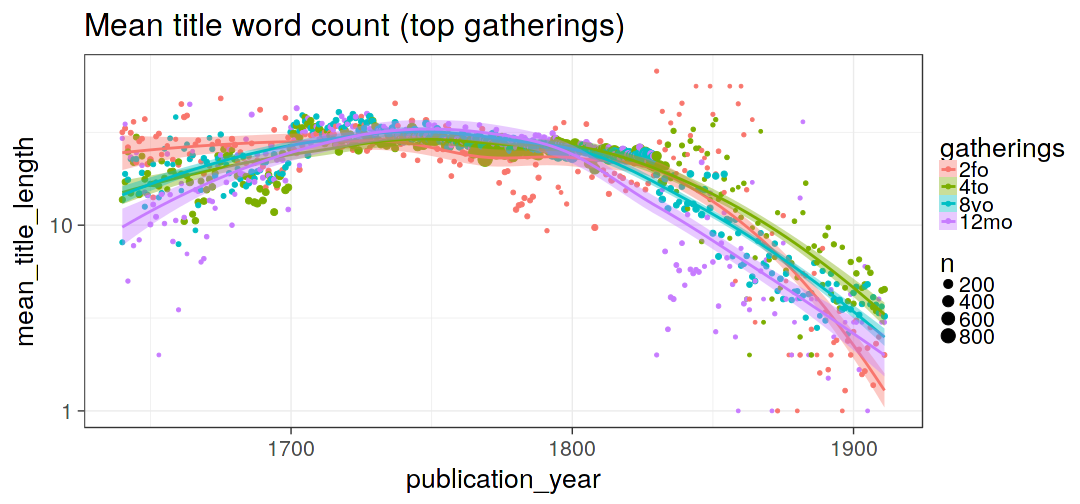 Mean title word count (top gatherings)
mean_title_length
10
1
1700
1800
1900
publication_year
gatherings
2fo
4to
8vo
12mo
n
200
400
600
800